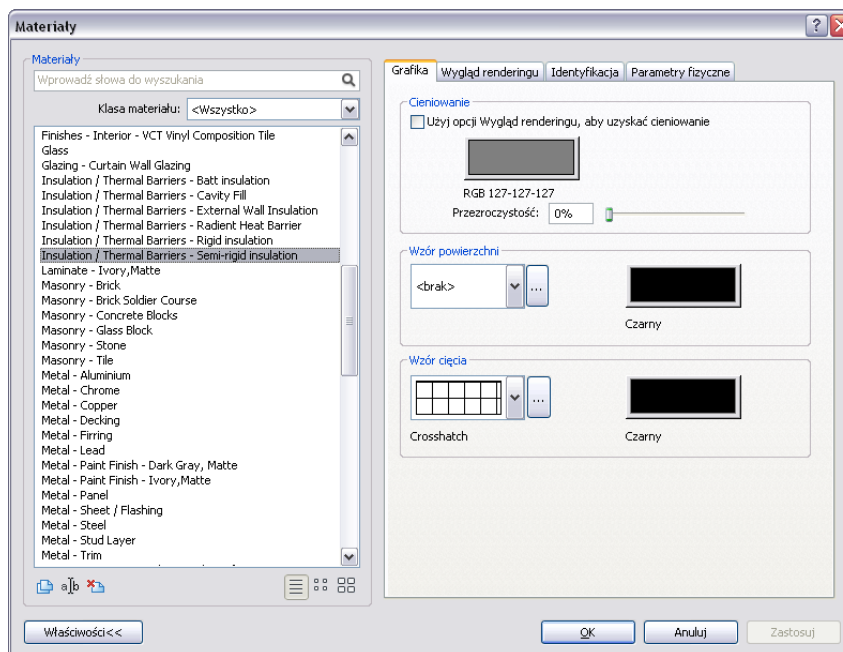 Materiały
Materiały
Wprowadź słowa do wyszukania
Klasa materiału: <Wszystko>
Finishes - Interior - VCT Vinyl Composition Tile
Glass
Glazing - Curtain Wall Glazing
Insulation / Thermal Barriers - Batt insulation
Insulation / Thermal Barriers - Cavity Fill
Insulation / Thermal Barriers - External Wall Insulation
Insulation / Thermal Barriers - Radient Heat Barrier
Insulation / Thermal Barriers - Rigid insulation
Insulation / Thermal Barriers - Semi-rigid insulation
Laminate - Ivory,Matte
Masonry - Brick
Masonry - Brick Soldier Course
Masonry - Concrete Blocks
Masonry - Glass Block
Masonry - Stone
Masonry - Tile
Metal - Aluminium
Metal - Chrome
Metal - Copper
Metal - Decking
Metal - Firring
Metal - Lead
Metal - Paint Finish - Dark Gray, Matte
Metal - Paint Finish - Ivory,Matte
Metal - Panel
Metal - Sheet / Flashing
Metal - Steel
Metal - Stud Layer
Metal - Trim
a b
Właściwości<<
Grafika Wygląd renderingu Identyfikacja Parametry fizyczne
Cieniowanie
Użyj opcji Wygląd renderingu, aby uzyskać cieniowanie
RGB 127-127-127
Przezroczystość: 0%
Wzór powierzchni
<brak> ...
Czarny
Wzór cięcia
...
Crosshatch Czarny
OK Anuluj Zastosuj